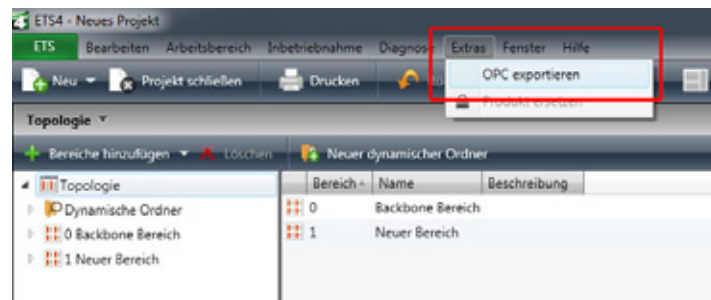 ETS4 - Neues Projekt
ETS Bearbeiten Arbeitsbereich Inbetriebnahme Diagnose Extras Fenster Hilfe
Neu Projekt schließen Drucken
OPC exportieren
Produkt ersetzen
Topologie
Bereiche hinzufügen Löschen Neuer dynamischer Ordner
Topologie
Dynamische Ordner
0 Backbone Bereich
1 Neuer Bereich
Bereich Name Beschreibung
0 Backbone Bereich
1 Neuer Bereich